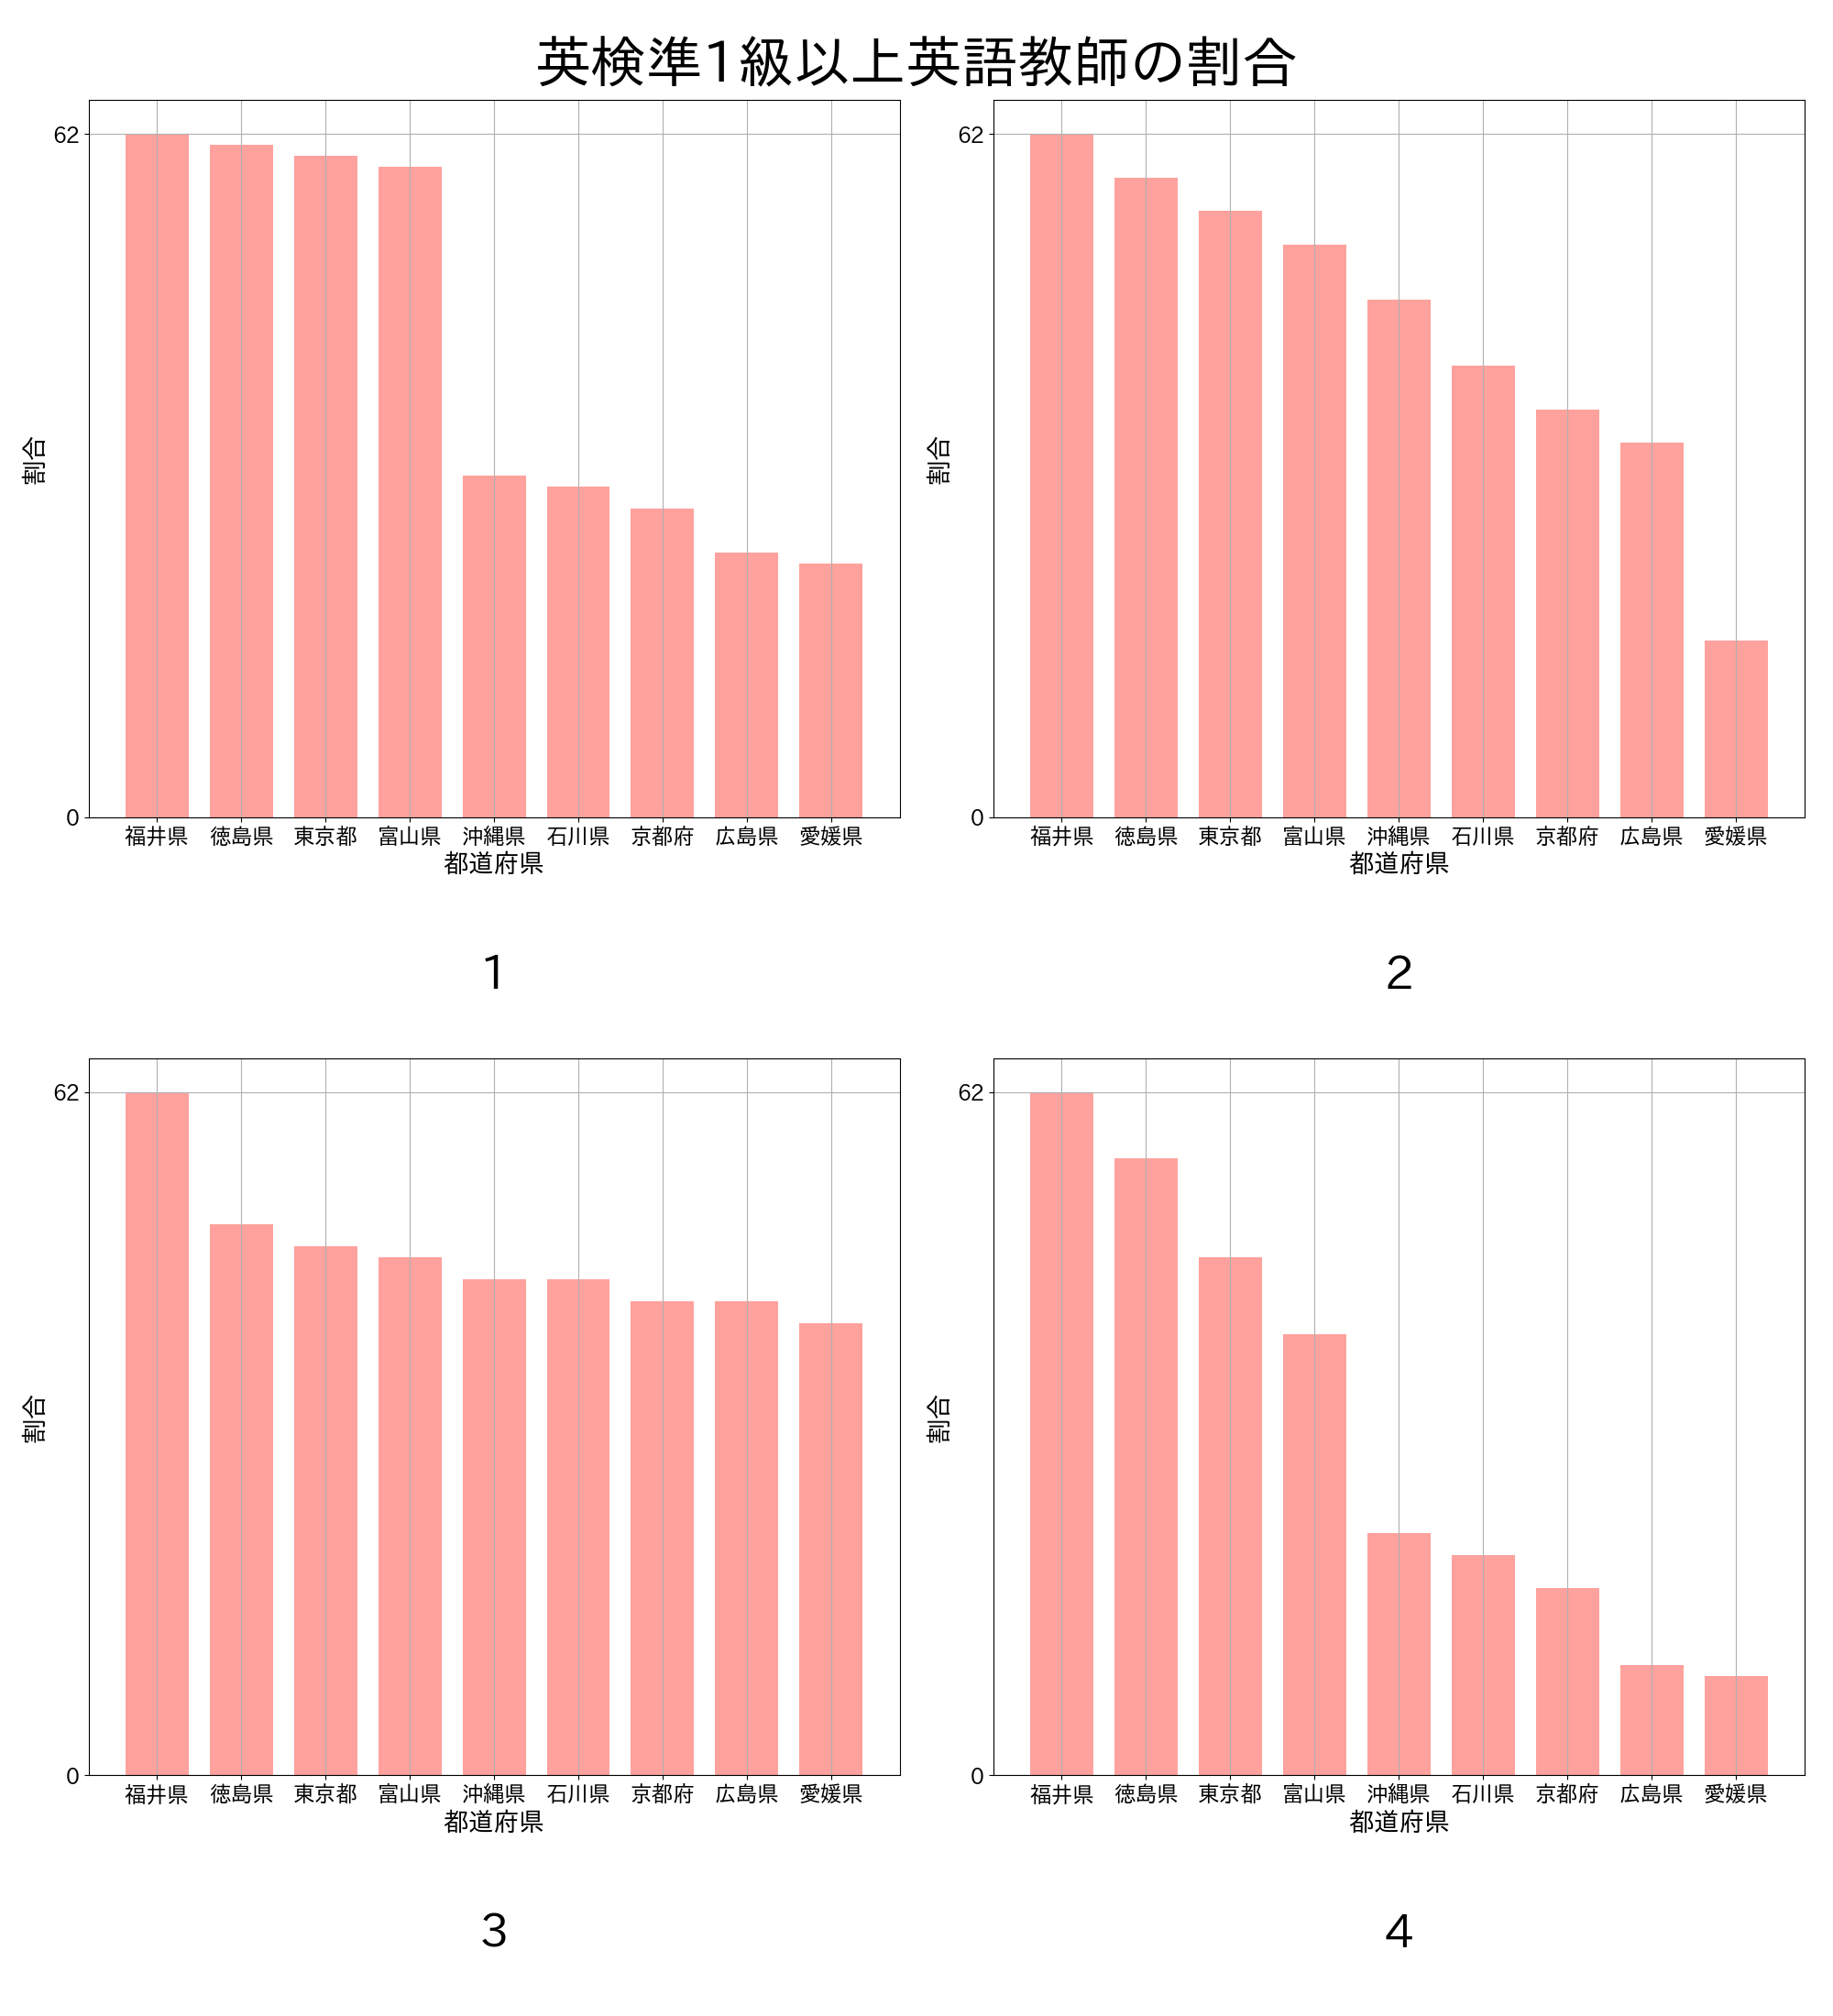 英検準1級以上英語教師の割合
62
0
割合
福井県 徳島県 東京都 富山県 沖縄県 石川県 京都府 広島県 愛媛県
都道府県
1
62
0
割合
福井県 徳島県 東京都 富山県 沖縄県 石川県 京都府 広島県 愛媛県
都道府県
2
62
0
割合
福井県 徳島県 東京都 富山県 沖縄県 石川県 京都府 広島県 愛媛県
都道府県
3
62
0
割合
福井県 徳島県 東京都 富山県 沖縄県 石川県 京都府 広島県 愛媛県
都道府県
4